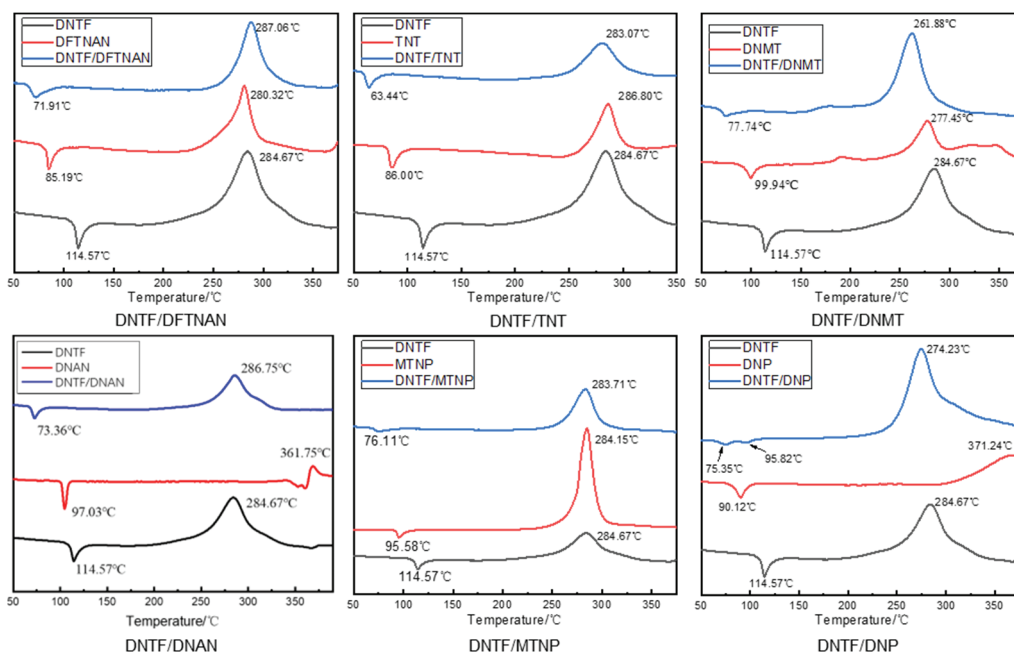 DNTF
DFTNAN
DNTF/DFTNAN
287.06℃
71.91℃
280.32℃
85.19℃
284.67℃
114.57℃
50 100 150 200 250 300 350
Temperature/℃
DNTF/DFTNAN
DNTF
TNT
DNTF/TNT
283.07℃
63.44℃
286.80℃
86.00℃
284.67℃
114.57℃
50 100 150 200 250 300 350
Temperature/℃
DNTF/TNT
DNTF
DNMT
DNTF/DNMT
261.88℃
77.74℃
277.45℃
99.94℃
284.67℃
114.57℃
50 100 150 200 250 300 350
Temperature/℃
DNTF/DNMT
DNTF
DNAN
DNTF/DNAN
286.75℃
73.36℃
361.75℃
97.03℃
284.67℃
114.57℃
50 100 150 200 250 300 350
Temperature/℃
DNTF/DNAN
DNTF
MTNP
DNTF/MTNP
283.71℃
76.11℃
284.15℃
95.58℃
284.67℃
114.57℃
50 100 150 200 250 300 350
Temperature/℃
DNTF/MTNP
DNTF
DNP
DNTF/DNP
274.23℃
75.35℃
95.82℃
371.24℃
90.12℃
284.67℃
114.57℃
50 100 150 200 250 300 350
Temperature/℃
DNTF/DNP